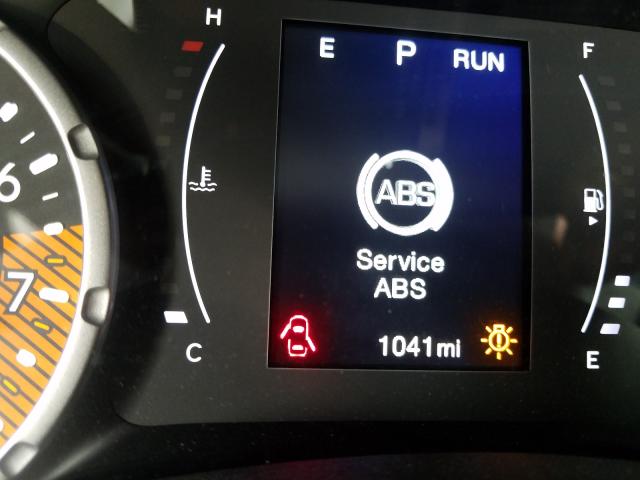 H
E P RUN
F
6
ABS
7
Service
ABS
1041mi
C
E